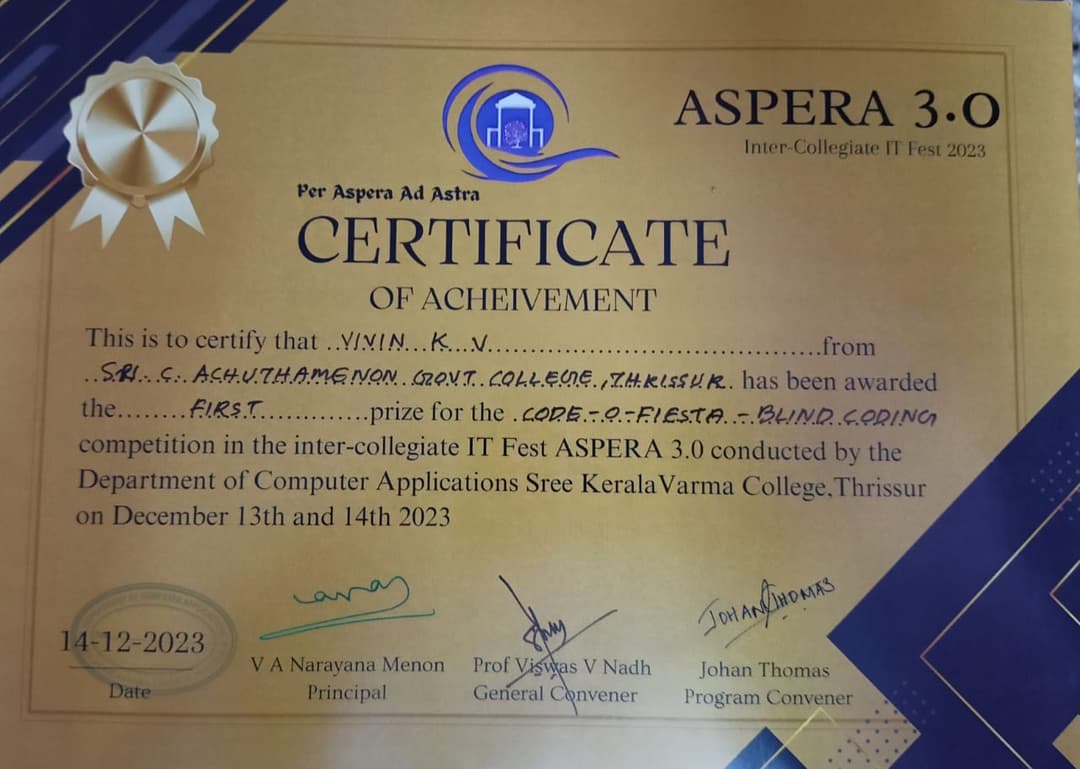 ASPERA 3.0
Inter-Collegiate IT Fest 2023
Per Aspera Ad Astra
CERTIFICATE
OF ACHEIVEMENT
This is to certify that ..VIVIN...K...V..........................................from
..SRI..C..ACHUTHAMENON.GOVT.COLLEGE.,THRISSUR. has been awarded
the........FIRST.............prize for the .CODE.-O.-FIESTA.-.BLIND.CODING
competition in the inter-collegiate IT Fest ASPERA 3.0 conducted by the
Department of Computer Applications Sree KeralaVarma College,Thrissur
on December 13th and 14th 2023
JOHAN THOMAS
14-12-2023
Date
V A Narayana Menon
Principal
Prof Viswas V Nadh
General Convener
Johan Thomas
Program Convener